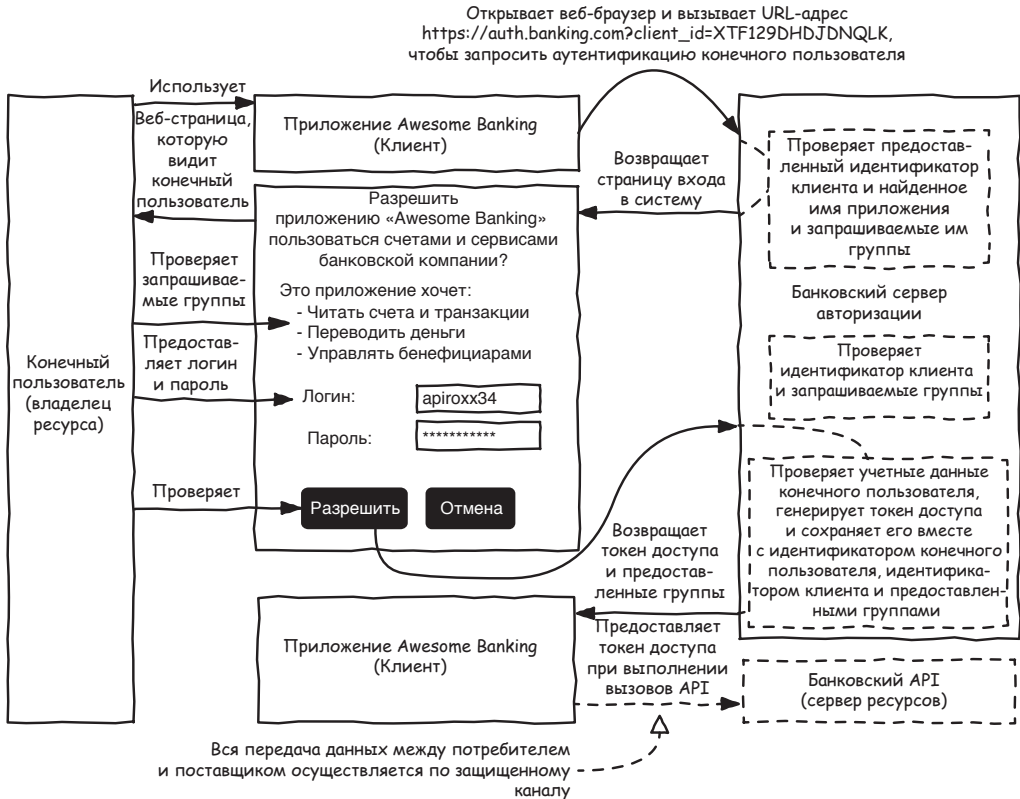 Открывает веб-браузер и вызывает URL-адрес
https://auth.banking.com?client_id=XTF129DHDJDNQLK,
чтобы запросить аутентификацию конечного пользователя
Использует
Веб-страница,
которую
видит
конечный
пользователь
Приложение Awesome Banking
(Клиент)
Возвращает
страницу входа
в систему
Проверяет предостав-
ленный идентификатор
клиента и найденное
имя приложения
и запрашиваемые им
группы
Разрешить
приложению «Awesome Banking»
пользоваться счетами и сервисами
банковской компании?
Проверяет
запрашивае-
мые группы
Это приложение хочет:
- Читать счета и транзакции
- Переводить деньги
- Управлять бенефициарами
Банковский сервер
авторизации
Конечный
пользователь
(владелец
ресурса)
Предостав-
ляет логин
и пароль
Проверяет
идентификатор клиента
и запрашиваемые группы
Логин:
apiroxx34
Пароль:
***********
Проверяет
Разрешить
Отмена
Проверяет учетные данные
конечного пользователя,
генерирует токен доступа
и сохраняет его вместе
с идентификатором конечного
пользователя, идентифика-
тором клиента и предоставлен-
ными группами
Возвращает
токен доступа
и предостав-
ленные группы
Приложение Awesome Banking
(Клиент)
Предоставляет
токен доступа
при выполнении
вызовов API
Банковский API
(сервер ресурсов)
Вся передача данных между потребителем
и поставщиком осуществляется по защищенному
каналу